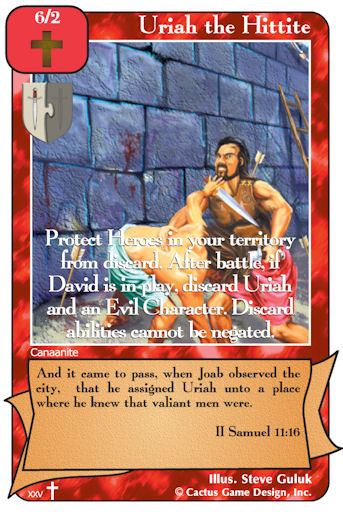 6/2
Uriah the Hittite
Protect Heroes in your territory
from discard. After battle, if
David is in play, discard Uriah
and an Evil Character. Discard
abilities cannot be negated.
Canaanite
And it came to pass, when Joab observed the
city, that he assigned Uriah unto a place
where he knew that valiant men were.
II Samuel 11:16
Illus. Steve Guluk
XXV
© Cactus Game Design, Inc.